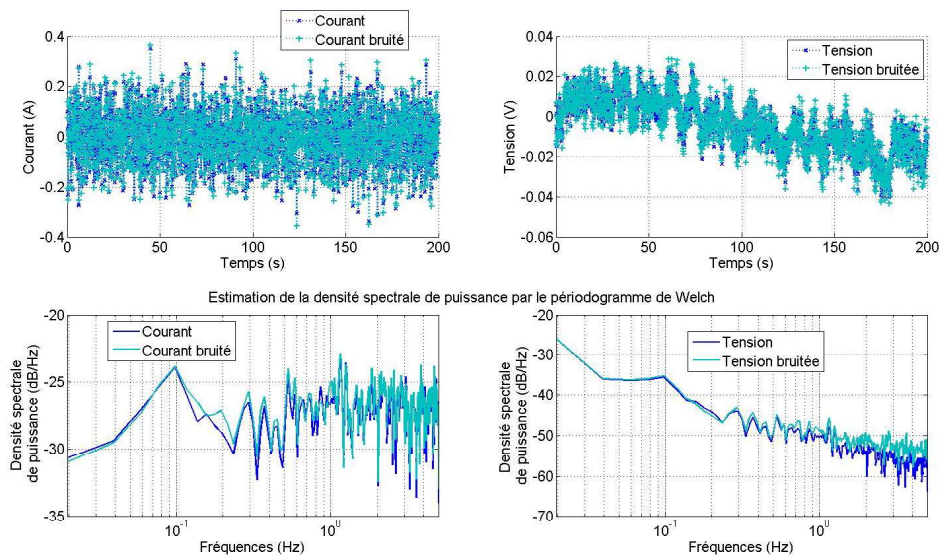 Courant
Courant bruité
0.4
0.2
0
-0.2
-0.4
Courant (A)
0
50
100
150
200
Temps (s)
Tension
Tension bruitée
0.04
0.02
0
-0.02
-0.04
-0.06
Tension (V)
0
50
100
150
200
Temps (s)
Estimation de la densité spectrale de puissance par le périodogramme de Welch
Courant
Courant bruité
-20
-25
-30
-35
Densité spectrale
de puissance (dB/Hz)
10⁻¹
10⁰
Fréquences (Hz)
Tension
Tension bruitée
-20
-30
-40
-50
-60
-70
Densité spectrale
de puissance (dB/Hz)
10⁻¹
10⁰
Fréquences (Hz)